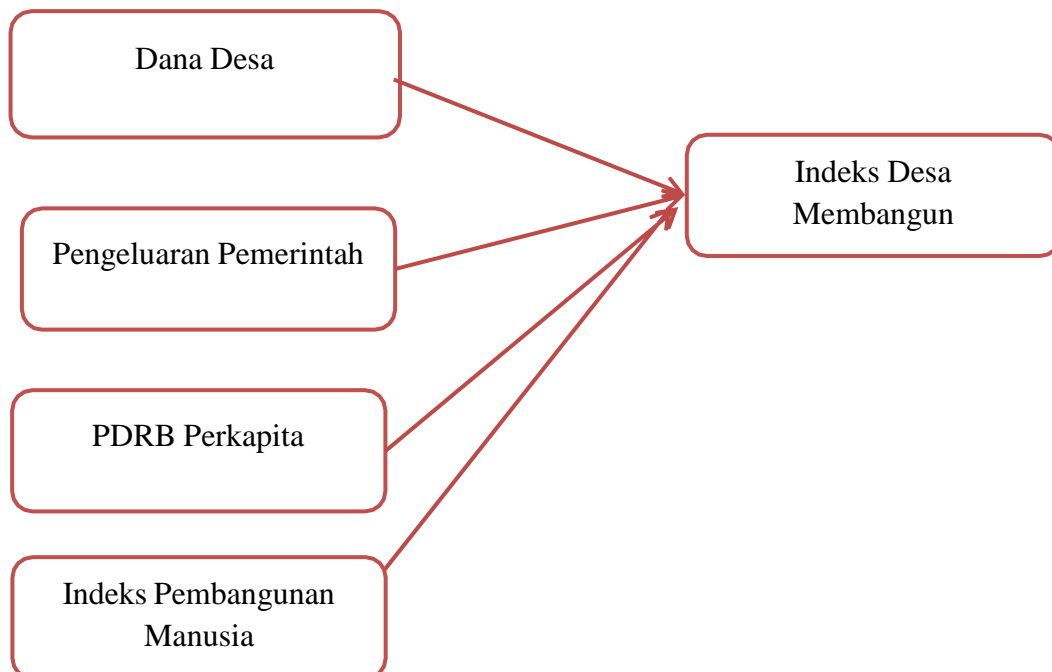 Dana Desa
Indeks Desa
Membangun
Pengeluaran Pemerintah
PDRB Perkapita
Indeks Pembangunan
Manusia